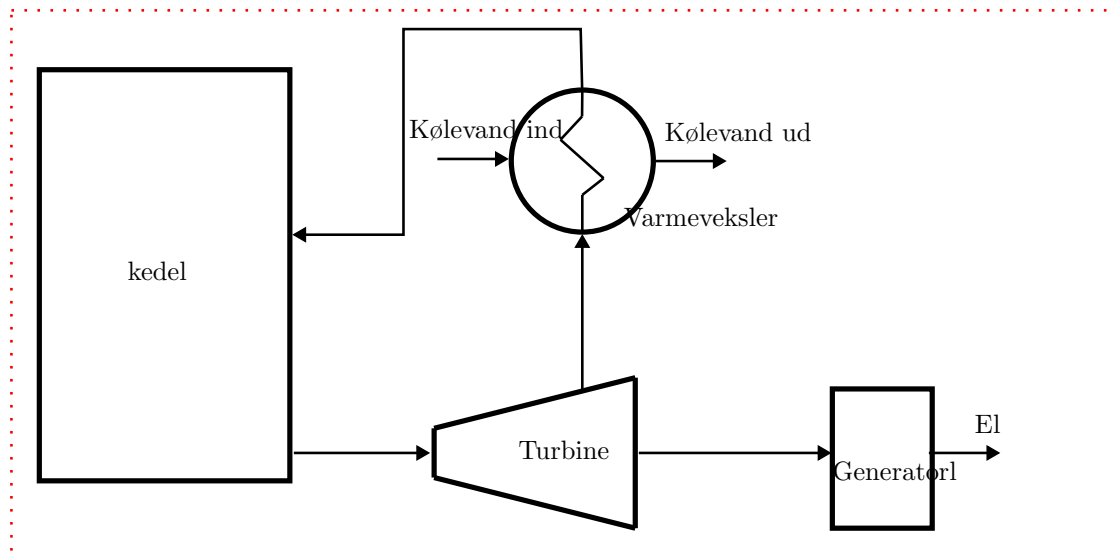 Kølevand ind
Kølevand ud
Varmeveksler
kedel
El
Turbine
Generatorl